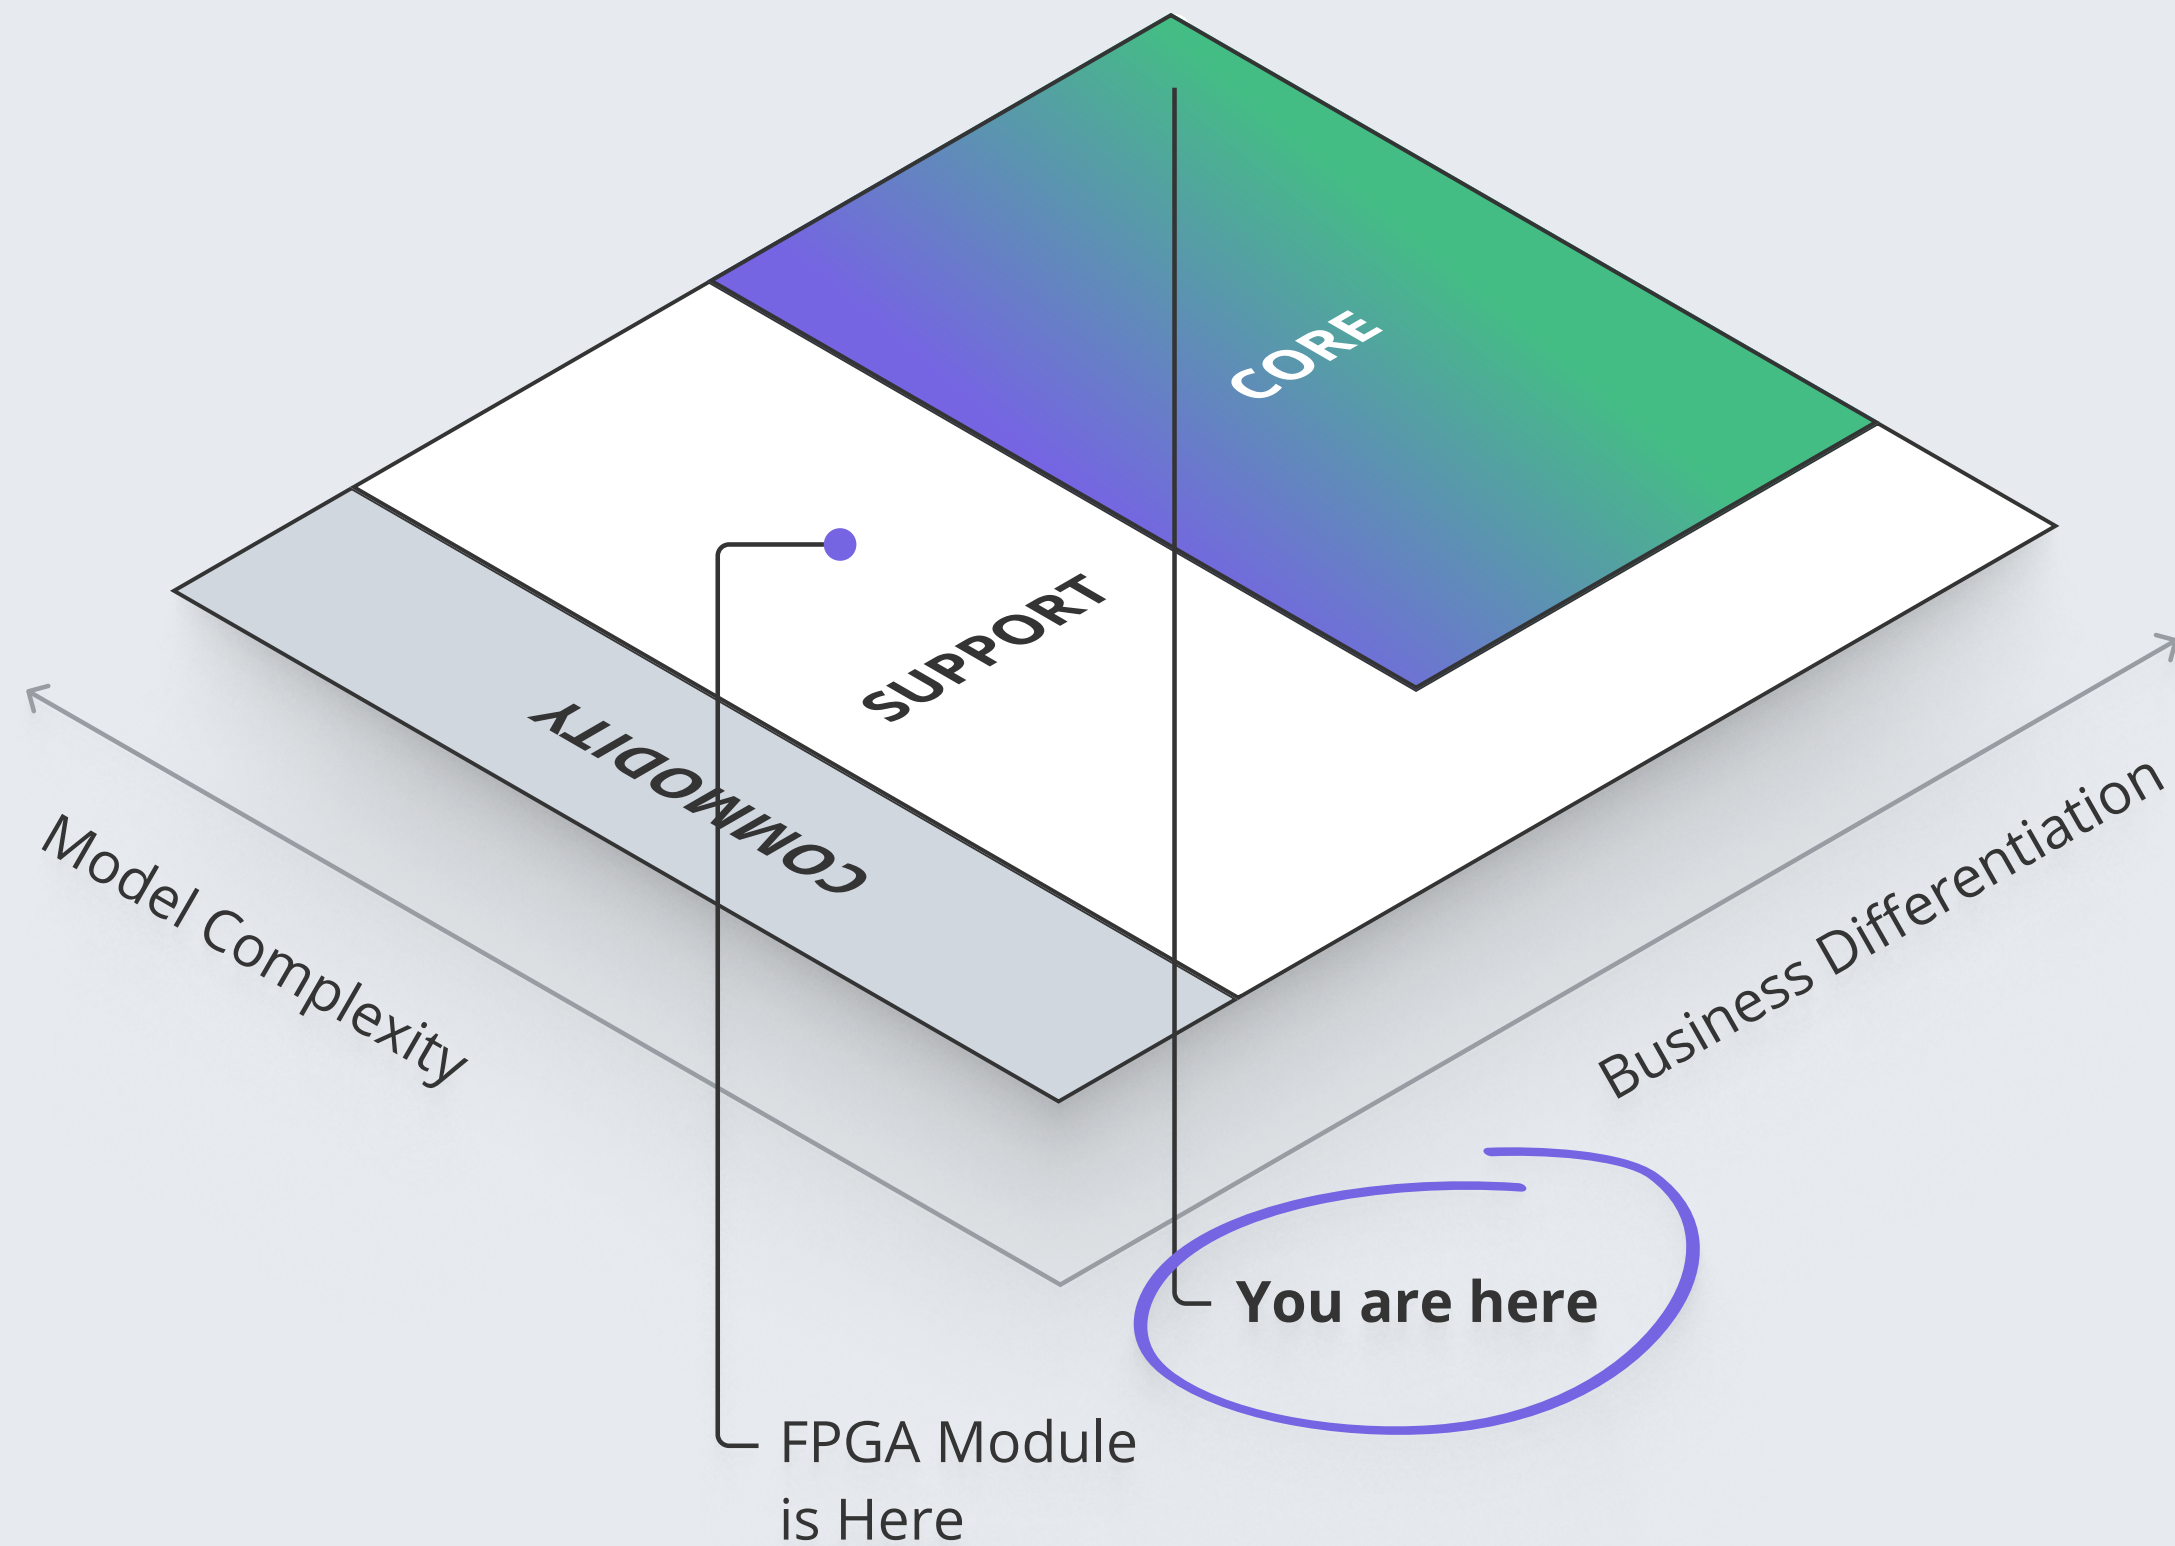 CORE
SUPPORT
COMMODITY
Model Complexity
Business Differentiation
You are here
FPGA Module
is Here